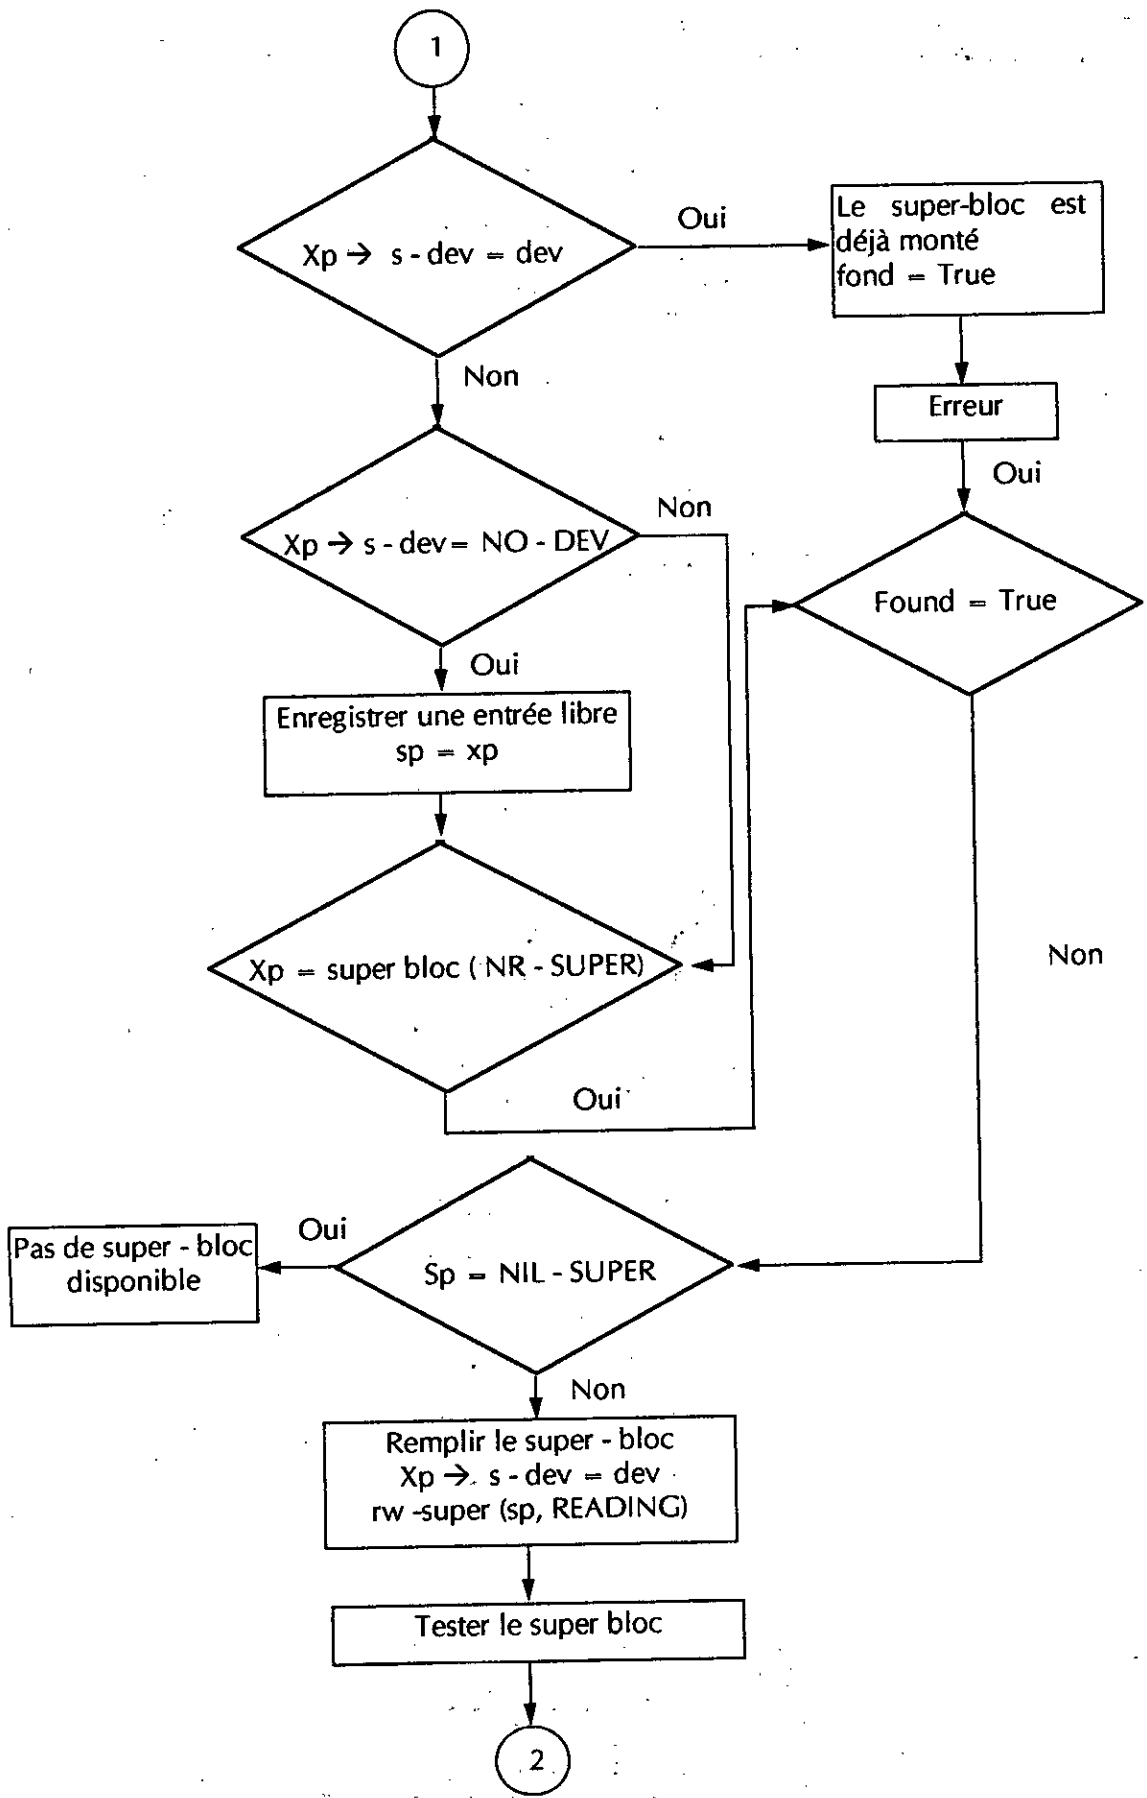 1
Xp → s - dev = dev
Oui
Le super-bloc est
déjà monté
fond = True
Non
Erreur
Oui
Xp → s - dev = NO - DEV
Non
Found = True
Oui
Enregistrer une entrée libre
sp = xp
Xp = super bloc ( NR - SUPER)
Non
Oui
Oui
Pas de super - bloc
disponible
Sp = NIL - SUPER
Non
Remplir le super - bloc
Xp → s - dev = dev
rw -super (sp, READING)
Tester le super bloc
2